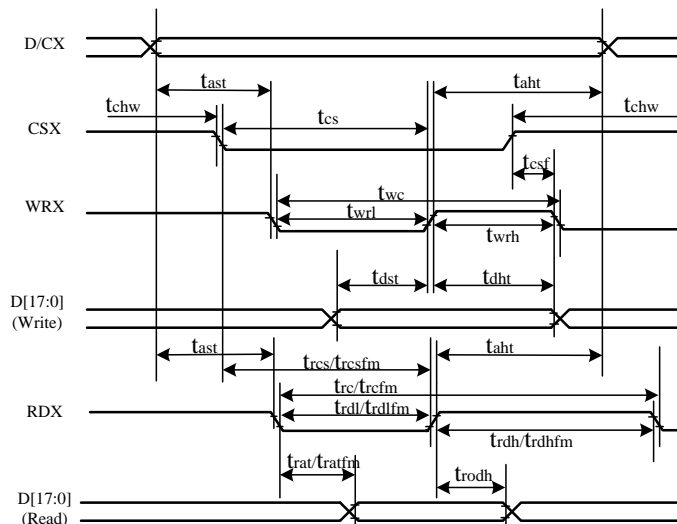 D/CX
tast
taht
tchw
tcs
tchw
CSX
tcsf
twc
WRX
twrl
twrh
tdst
tdht
D[17:0]
(Write)
tast
taht
trcs/trcsfm
trc/trcfm
RDX
trdl/trdlfm
trdh/trdhfm
trat/tratfm
trodh
D[17:0]
(Read)